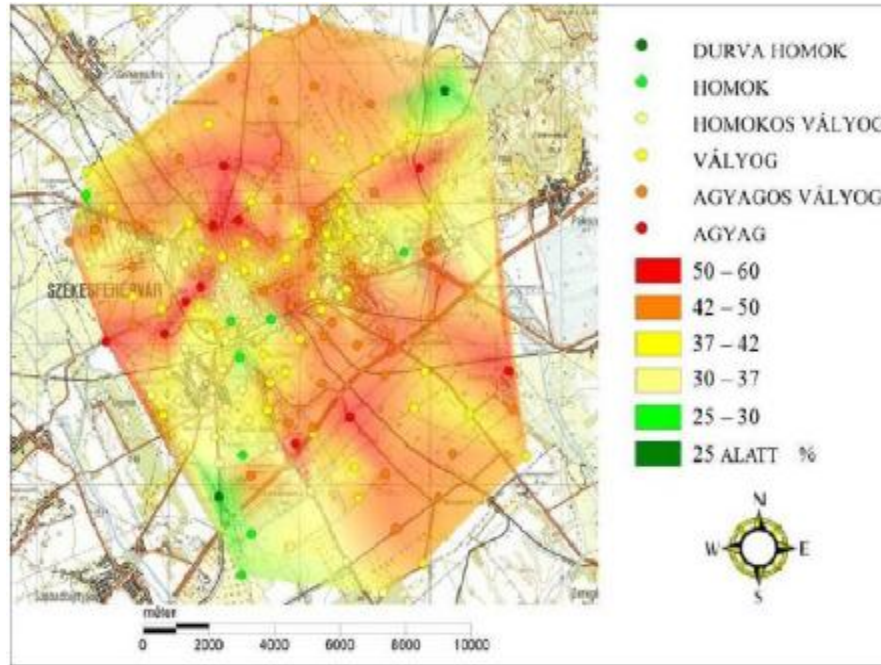 SZÉKESFEHÉRVÁR
DURVA HOMOK
HOMOK
HOMOKOS VÁLYOG
VÁLYOG
AGYAGOS VÁLYOG
AGYAG
50 – 60
42 – 50
37 – 42
30 – 37
25 – 30
25 ALATT %
N
W E
S
méter
0 2000 4000 6000 8000 10000